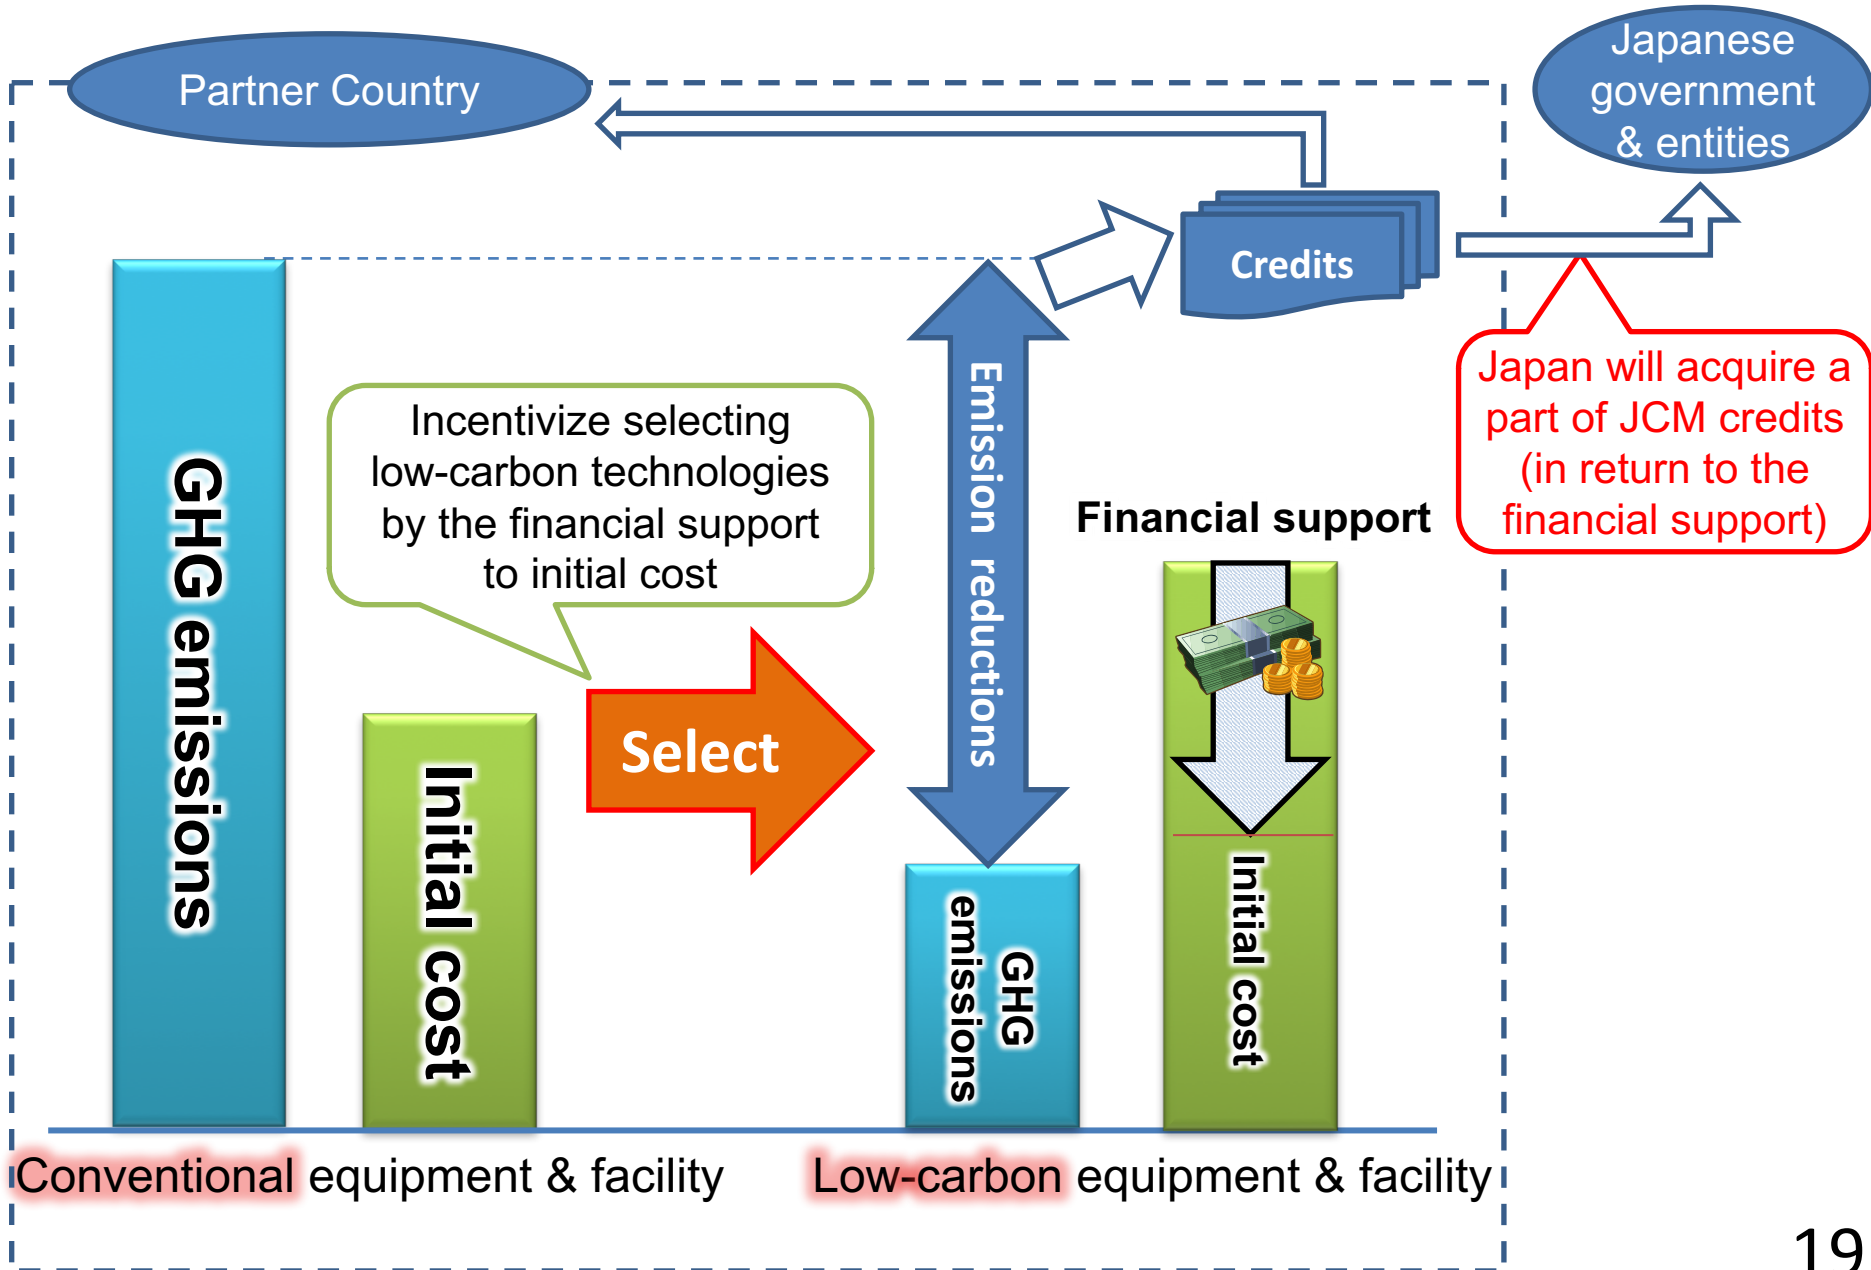 Partner Country
Japanese
government
& entities
Credits
Japan will acquire a
part of JCM credits
(in return to the
financial support)
Incentivize selecting
low-carbon technologies
by the financial support
to initial cost
GHG emissions
Initial cost
Select
Emission reductions
Financial support
GHG
emissions
Initial cost
Conventional equipment & facility
Low-carbon equipment & facility
19